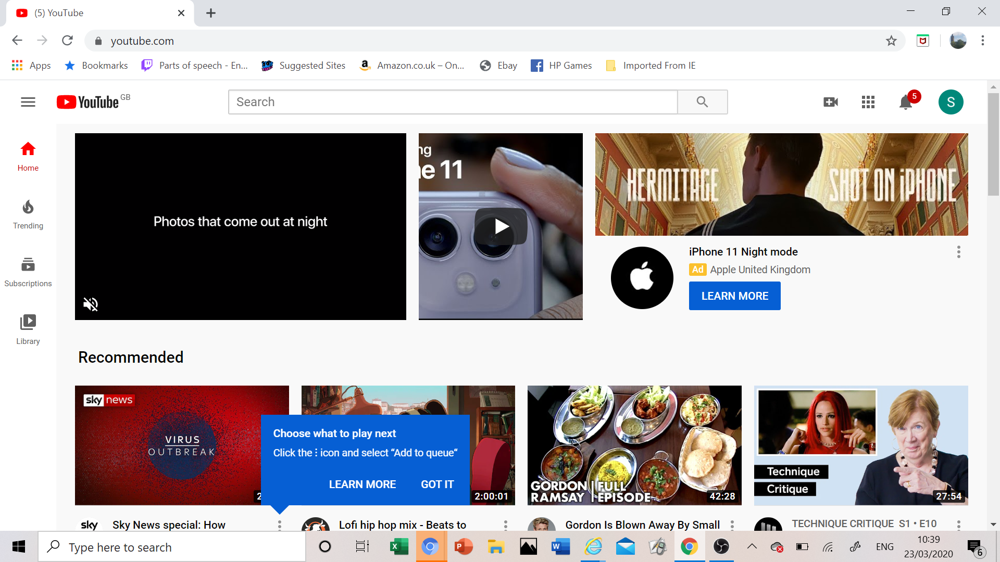 (5) YouTube
youtube.com
Apps
Bookmarks
Parts of speech - En...
Suggested Sites
Amazon.co.uk – On...
Ebay
HP Games
Imported From IE
YouTube GB
Search
5
S
Home
Trending
Subscriptions
Library
Photos that come out at night
ng
ne 11
HERMITAGE
SHOT ON iPHONE
iPhone 11 Night mode
Ad Apple United Kingdom
LEARN MORE
Recommended
sky news
VIRUS
OUTBREAK
Choose what to play next
Click the ⋮ icon and select “Add to queue“
LEARN MORE
GOT IT
2:00:01
GORDON RAMSAY | FULL EPISODE
42:28
Technique
Critique
27:54
sky
Sky News special: How
Lofi hip hop mix - Beats to
Gordon Is Blown Away By Small
TECHNIQUE CRITIQUE S1 • E10
Type here to search
ENG
10:39
23/03/2020
6